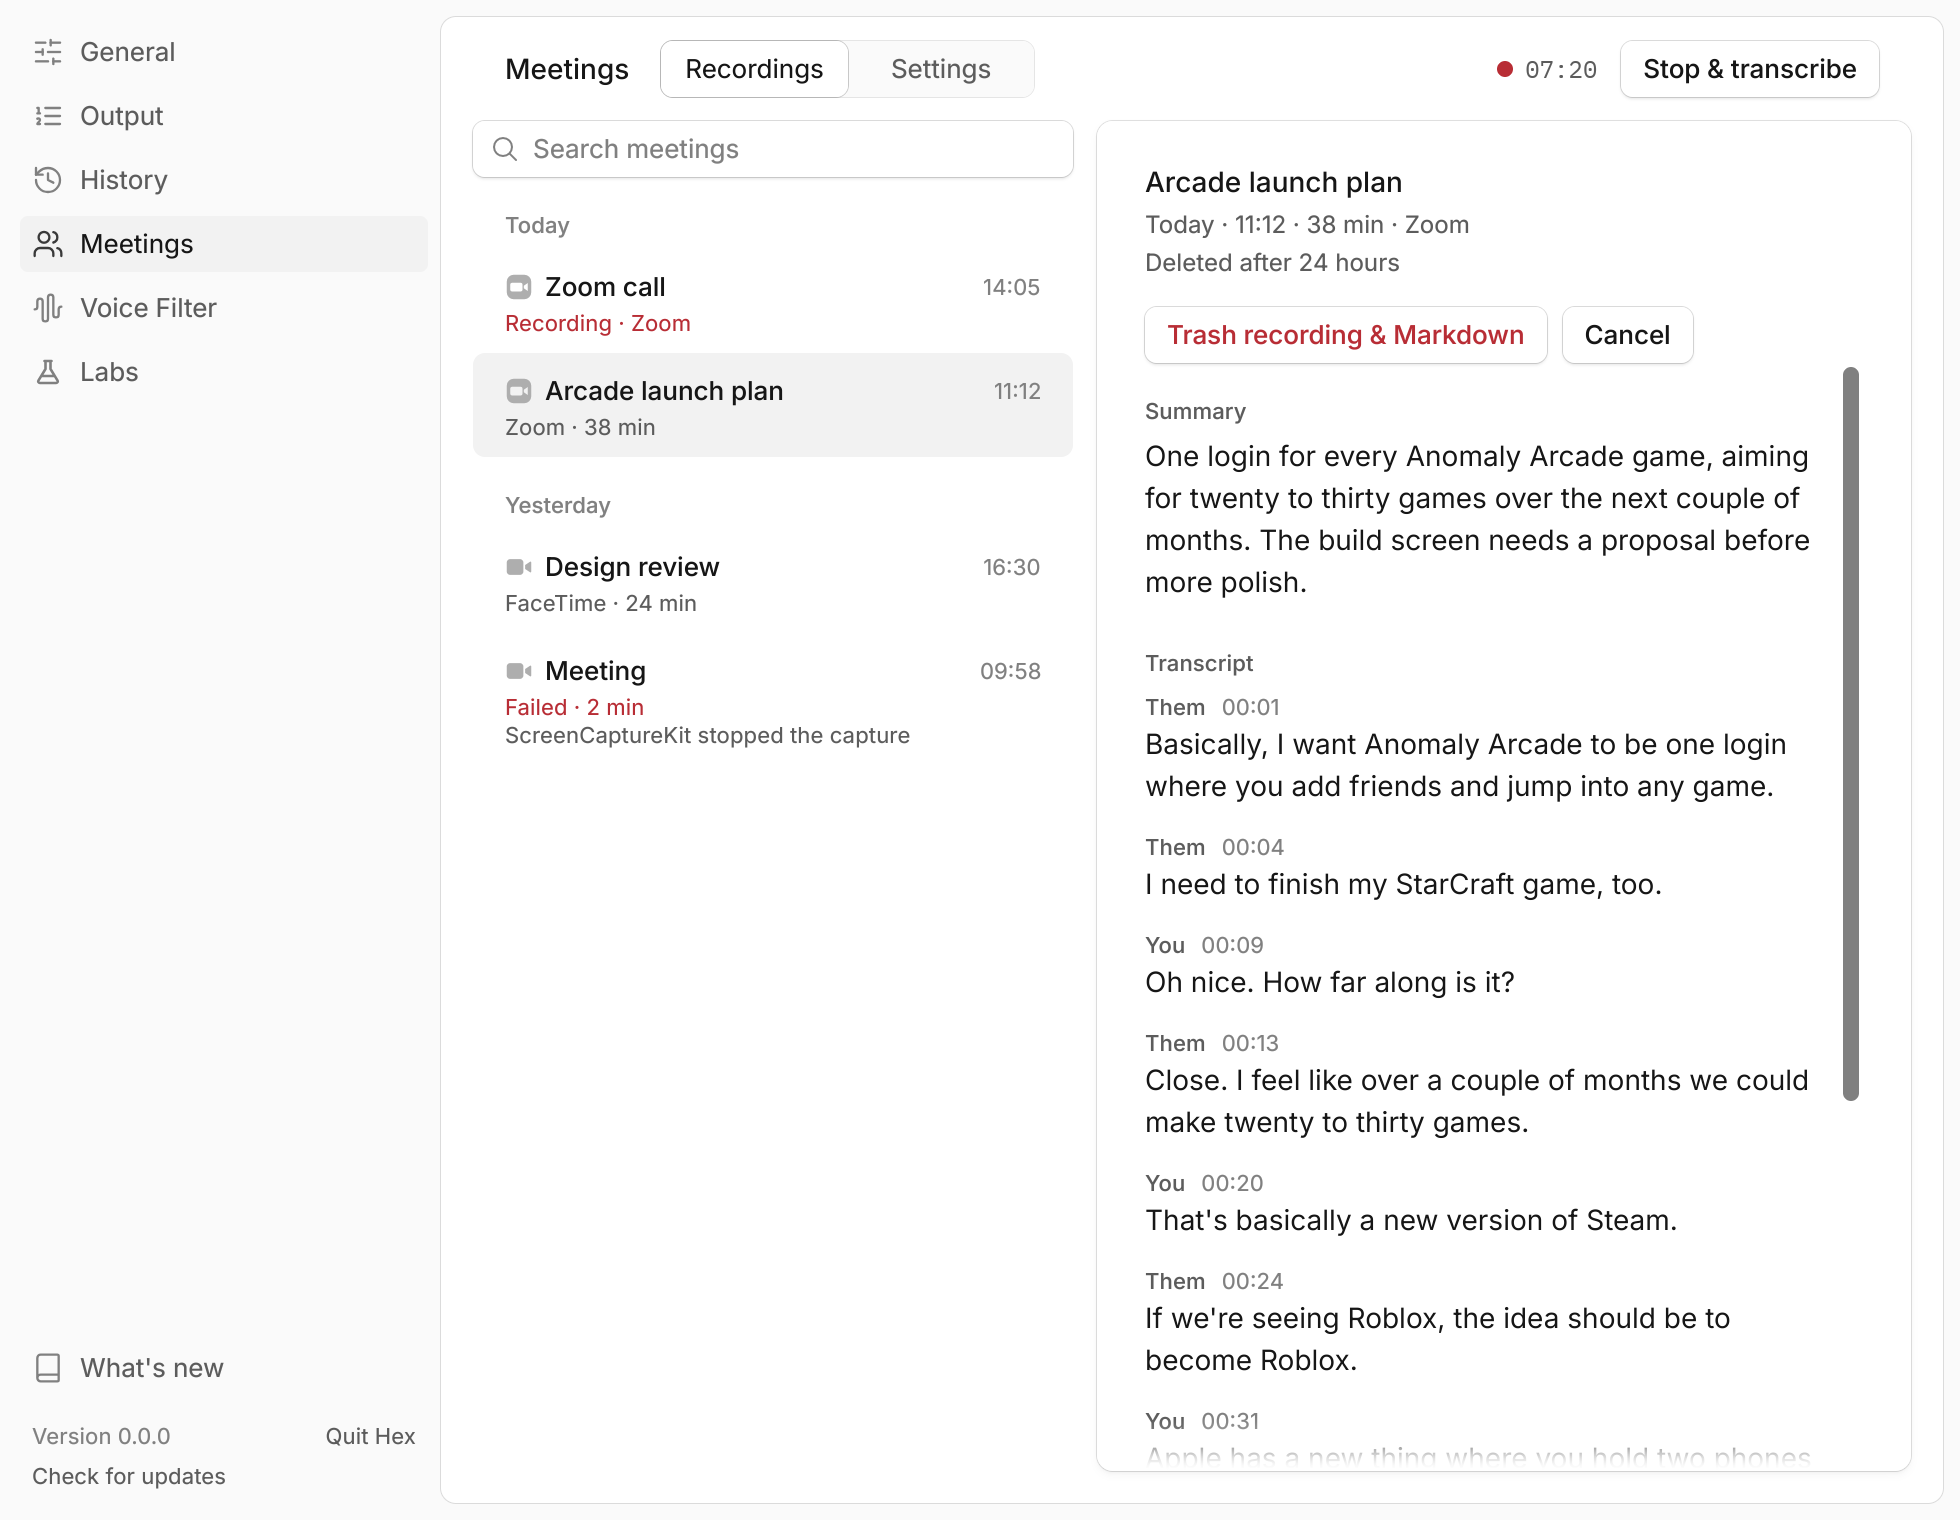 General
Output
History
Meetings
Voice Filter
Labs
What's new
Version 0.0.0
Quit Hex
Check for updates
Meetings
Recordings
Settings
07:20
Stop & transcribe
Search meetings
Today
Zoom call
14:05
Recording · Zoom
Arcade launch plan
11:12
Zoom · 38 min
Yesterday
Design review
16:30
FaceTime · 24 min
Meeting
09:58
Failed · 2 min
ScreenCaptureKit stopped the capture
Arcade launch plan
Today · 11:12 · 38 min · Zoom
Deleted after 24 hours
Trash recording & Markdown
Cancel
Summary
One login for every Anomaly Arcade game, aiming
for twenty to thirty games over the next couple of
months. The build screen needs a proposal before
more polish.
Transcript
Them 00:01
Basically, I want Anomaly Arcade to be one login
where you add friends and jump into any game.
Them 00:04
I need to finish my StarCraft game, too.
You 00:09
Oh nice. How far along is it?
Them 00:13
Close. I feel like over a couple of months we could
make twenty to thirty games.
You 00:20
That's basically a new version of Steam.
Them 00:24
If we're seeing Roblox, the idea should be to
become Roblox.
You 00:31
Apple has a new thing where you hold two phones